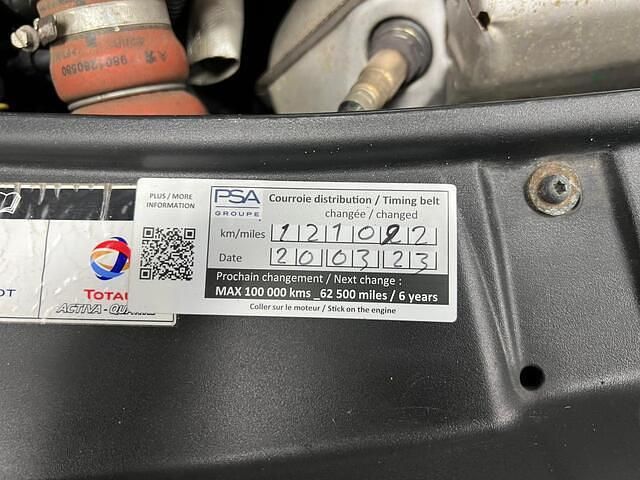 9801280580
PLUS / MORE
INFORMATION
PSA
GROUPE
Courroie distribution / Timing belt
changée / changed
km/miles 121022
Date 200323
Prochain changement / Next change :
MAX 100 000 kms _62 500 miles / 6 years
Coller sur le moteur / Stick on the engine
TOTAL
ACTIVA - QUARTZ